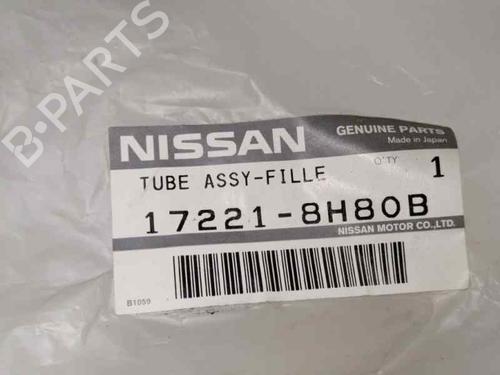 B-PARTS
NISSAN
GENUINE PARTS
Made in Japan
TUBE ASSY-FILLE
Q'TY
1
17221-8H80B
NISSAN MOTOR CO.,LTD.
B1059